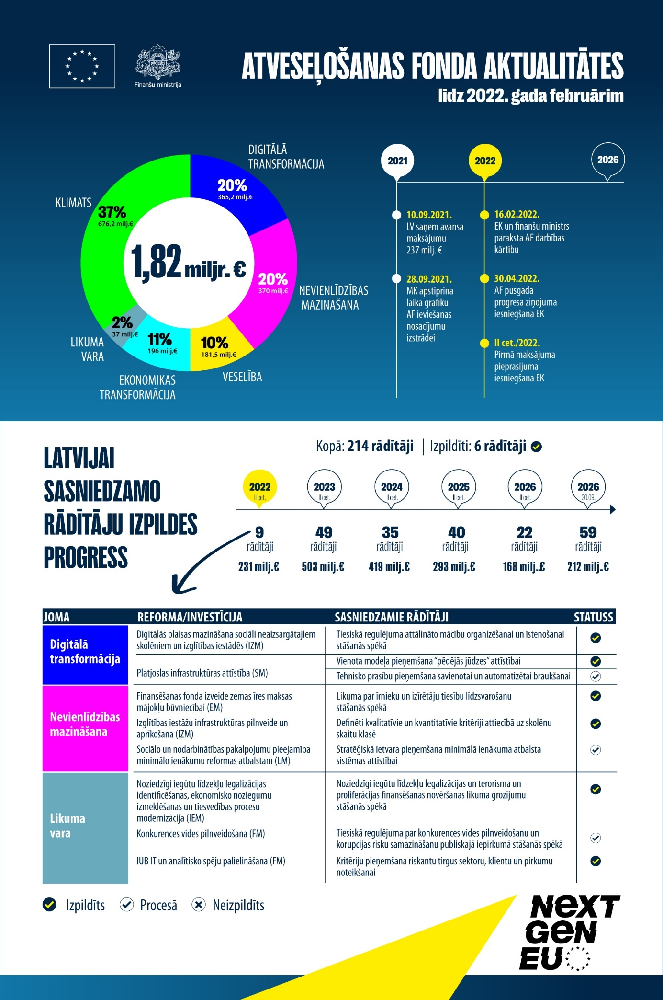 Finanšu ministrija
ATVESEĻOŠANAS FONDA AKTUALITĀTES
līdz 2022. gada februārim
DIGITĀLĀ
TRANSFORMĀCIJA
20%
365,2 milj.€
KLIMATS
37%
676,2 milj.€
1,82 miljr. €
20%
370 milj.€
NEVIENLĪDZĪBAS
MAZINĀŠANA
2%
37 milj.€
LIKUMA
VARA
11%
196 milj.€
EKONOMIKAS
TRANSFORMĀCIJA
10%
181,5 milj.€
VESELĪBA
2021
2022
2026
10.09.2021.
LV saņem avansa
maksājumu
237 milj. €
28.09.2021.
MK apstiprina
laika grafiku
AF ieviešanas
nosacījumu
izstrādei
16.02.2022.
EK un finanšu ministrs
paraksta AF darbības
kārtību
30.04.2022.
AF pusgada
progresa ziņojuma
iesniegšana EK
II cet./2022.
Pirmā maksājuma
pieprasījuma
iesniegšana EK
LATVIJAI
SASNIEDZAMO
RĀDĪTĀJU IZPILDES
PROGRESS
Kopā: 214 rādītāji | Izpildīti: 6 rādītāji
2022 II cet.
2023 II cet.
2024 II cet.
2025 II cet.
2026 II cet.
2026 30.09.
9 rādītāji 231 milj.€
49 rādītāji 503 milj.€
35 rādītāji 419 milj.€
40 rādītāji 293 milj.€
22 rādītāji 168 milj.£
59 rādītāji 212 milj.€
JOMA REFORMA/INVESTĪCIJA SASNIEDZAMIE RĀDĪTĀJI STATUSS
Digitālā
transformācija
Digitālās plaisas mazināšana sociāli neaizsargātajiem
skolēniem un izglītības iestādēs (IZM)
Tiesiskā regulējuma attālināto mācību organizēšanai un īstenošanai
stāšanās spēkā
Platjoslas infrastruktūras attīstība (SM)
Vienota modeļa pieņemšana “pēdējās jūdzes” attīstībai
Tehnisko prasību pieņemšana savienotai un automatizētai braukšanai
Nevienlīdzības
mazināšana
Finansēšanas fonda izveide zemas īres maksas
mājokļu būvniecībai (EM)
Likuma par īrnieku un izīrētāju tiesību līdzsvarošanu
stāšanās spēkā
Izglītības iestāžu infrastruktūras pilnveide un
aprīkošana (IZM)
Definēti kvalitatīvie un kvantitatīvie kritēriji attiecībā uz skolēnu
skaitu klasē
Sociālo un nodarbinātības pakalpojumu pieejamība
minimālo ienākumu reformas atbalstam (LM)
Stratēģiskā ietvara pieņemšana minimālā ienākuma atbalsta
sistēmas attīstībai
Likuma
vara
Noziedzīgi iegūtu līdzekļu legalizācijas
identificēšanas, ekonomisko noziegumu
izmeklēšanas un tiesvedības procesu
modernizācija (IEM)
Noziedzīgi iegūtu līdzekļu legalizācijas un terorisma un
proliferācijas finansēšanas novēršanas likuma grozījumu
stāšanās spēkā
Konkurences vides pilnveidošana (FM)
Tiesiskā regulējuma par konkurences vides pilnveidošanu un
korupcijas risku samazināšanu publiskajā iepirkumā stāšanās spēkā
IUB IT un analītisko spēju palielināšana (FM)
Kritēriju pieņemšana riskantu tirgus sektoru, klientu un pirkumu
noteikšanai
Izpildīts Procesā Neizpildīts
NEXT
GEN
EU